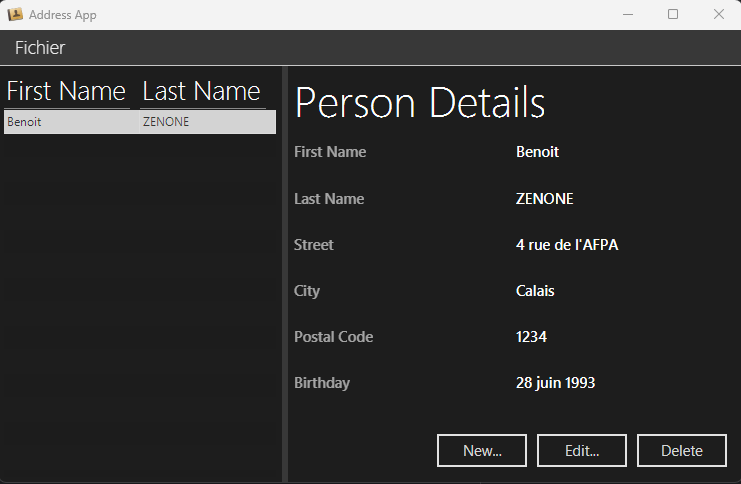 Address App
Fichier
First Name Last Name
Benoit ZENONE
Person Details
First Name Benoit
Last Name ZENONE
Street 4 rue de l'AFPA
City Calais
Postal Code 1234
Birthday 28 juin 1993
New... Edit... Delete